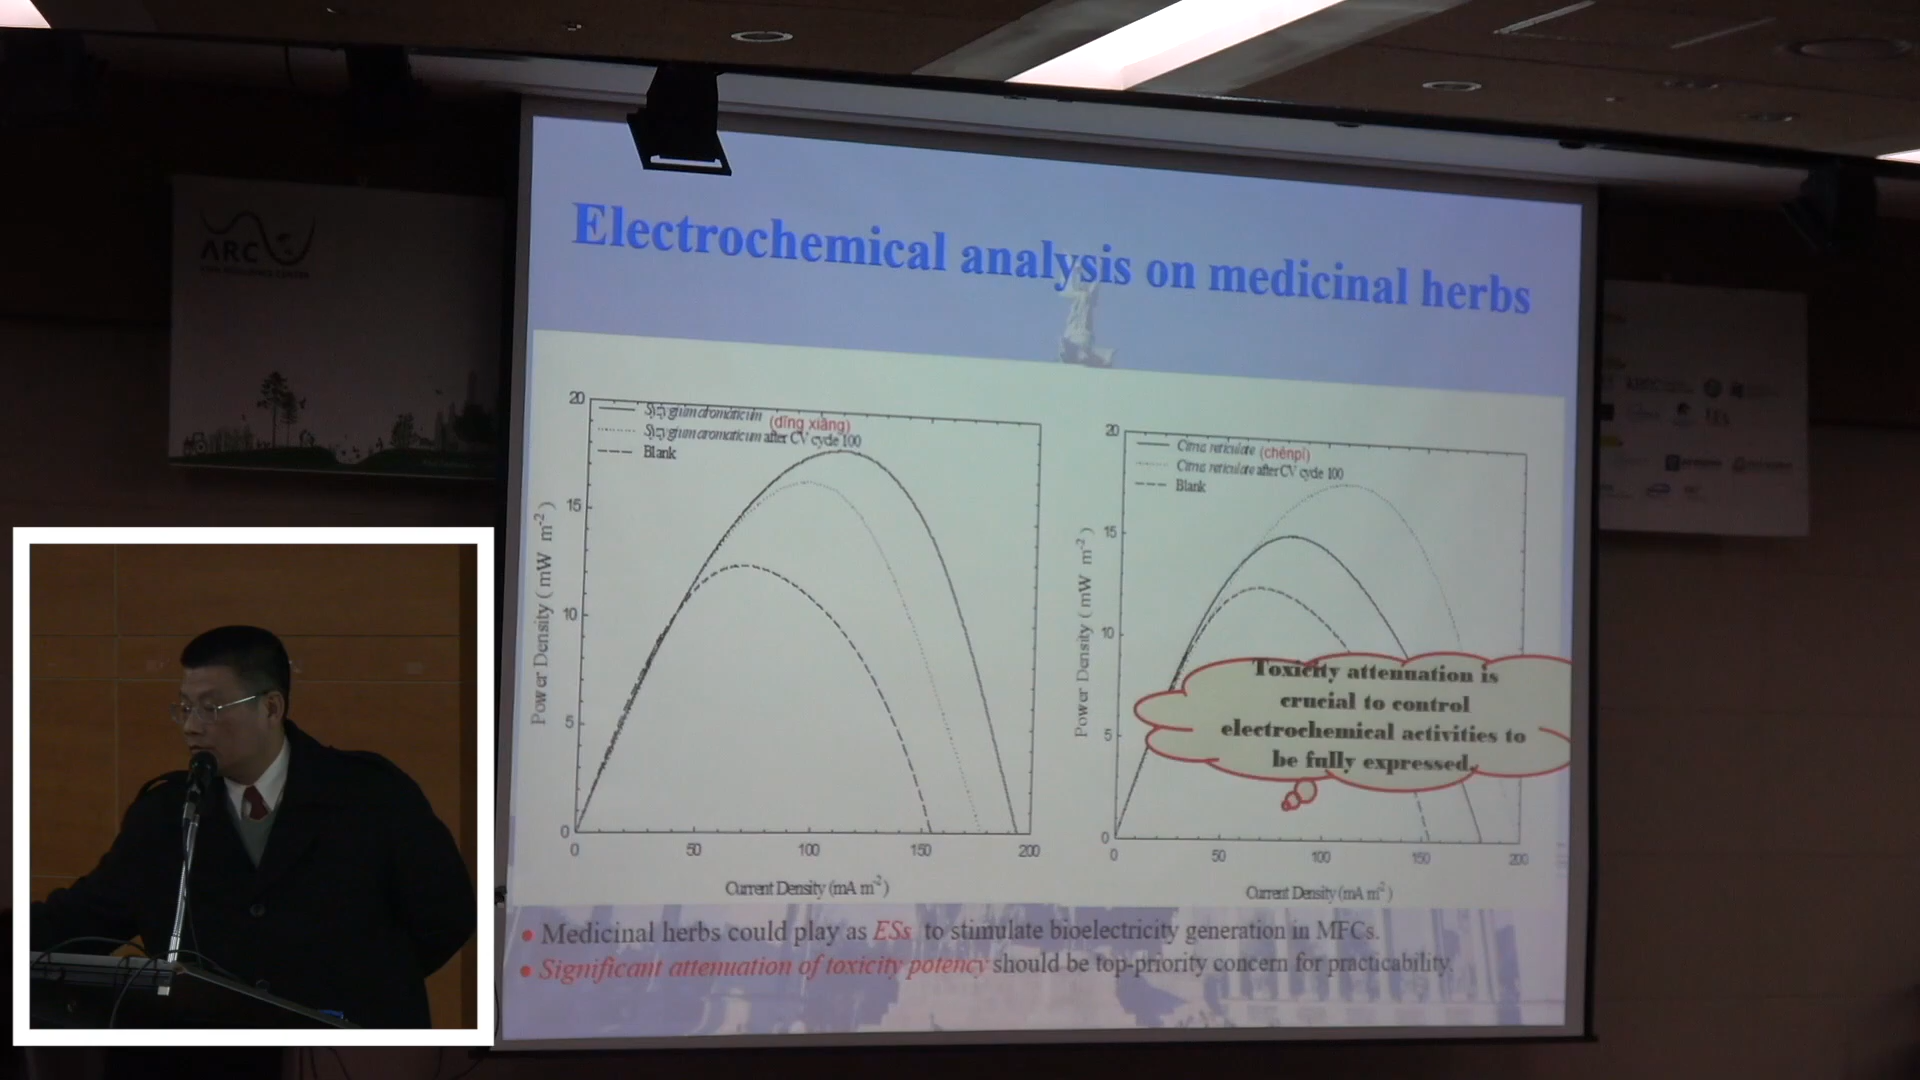 Electrochemical analysis on medicinal herbs
ARC
20
Syzygium aromaticum (dīng xiāng)
Syzygium aromaticum after CV cycle 100
Blank
15
10
5
0
Power Density ( mW m-2 )
0 50 100 150 200
Current Density (mA m-2)
20
Citrus reticulate (chénpí)
Citrus reticulate after CV cycle 100
Blank
15
10
5
0
Power Density ( mW m-2 )
0 50 100 150 200
Current Density (mA m-2)
Toxicity attenuation is
crucial to control
electrochemical activities to
be fully expressed.
• Medicinal herbs could play as ESs to stimulate bioelectricity generation in MFCs.
• Significant attenuation of toxicity potency should be top-priority concern for practicability.